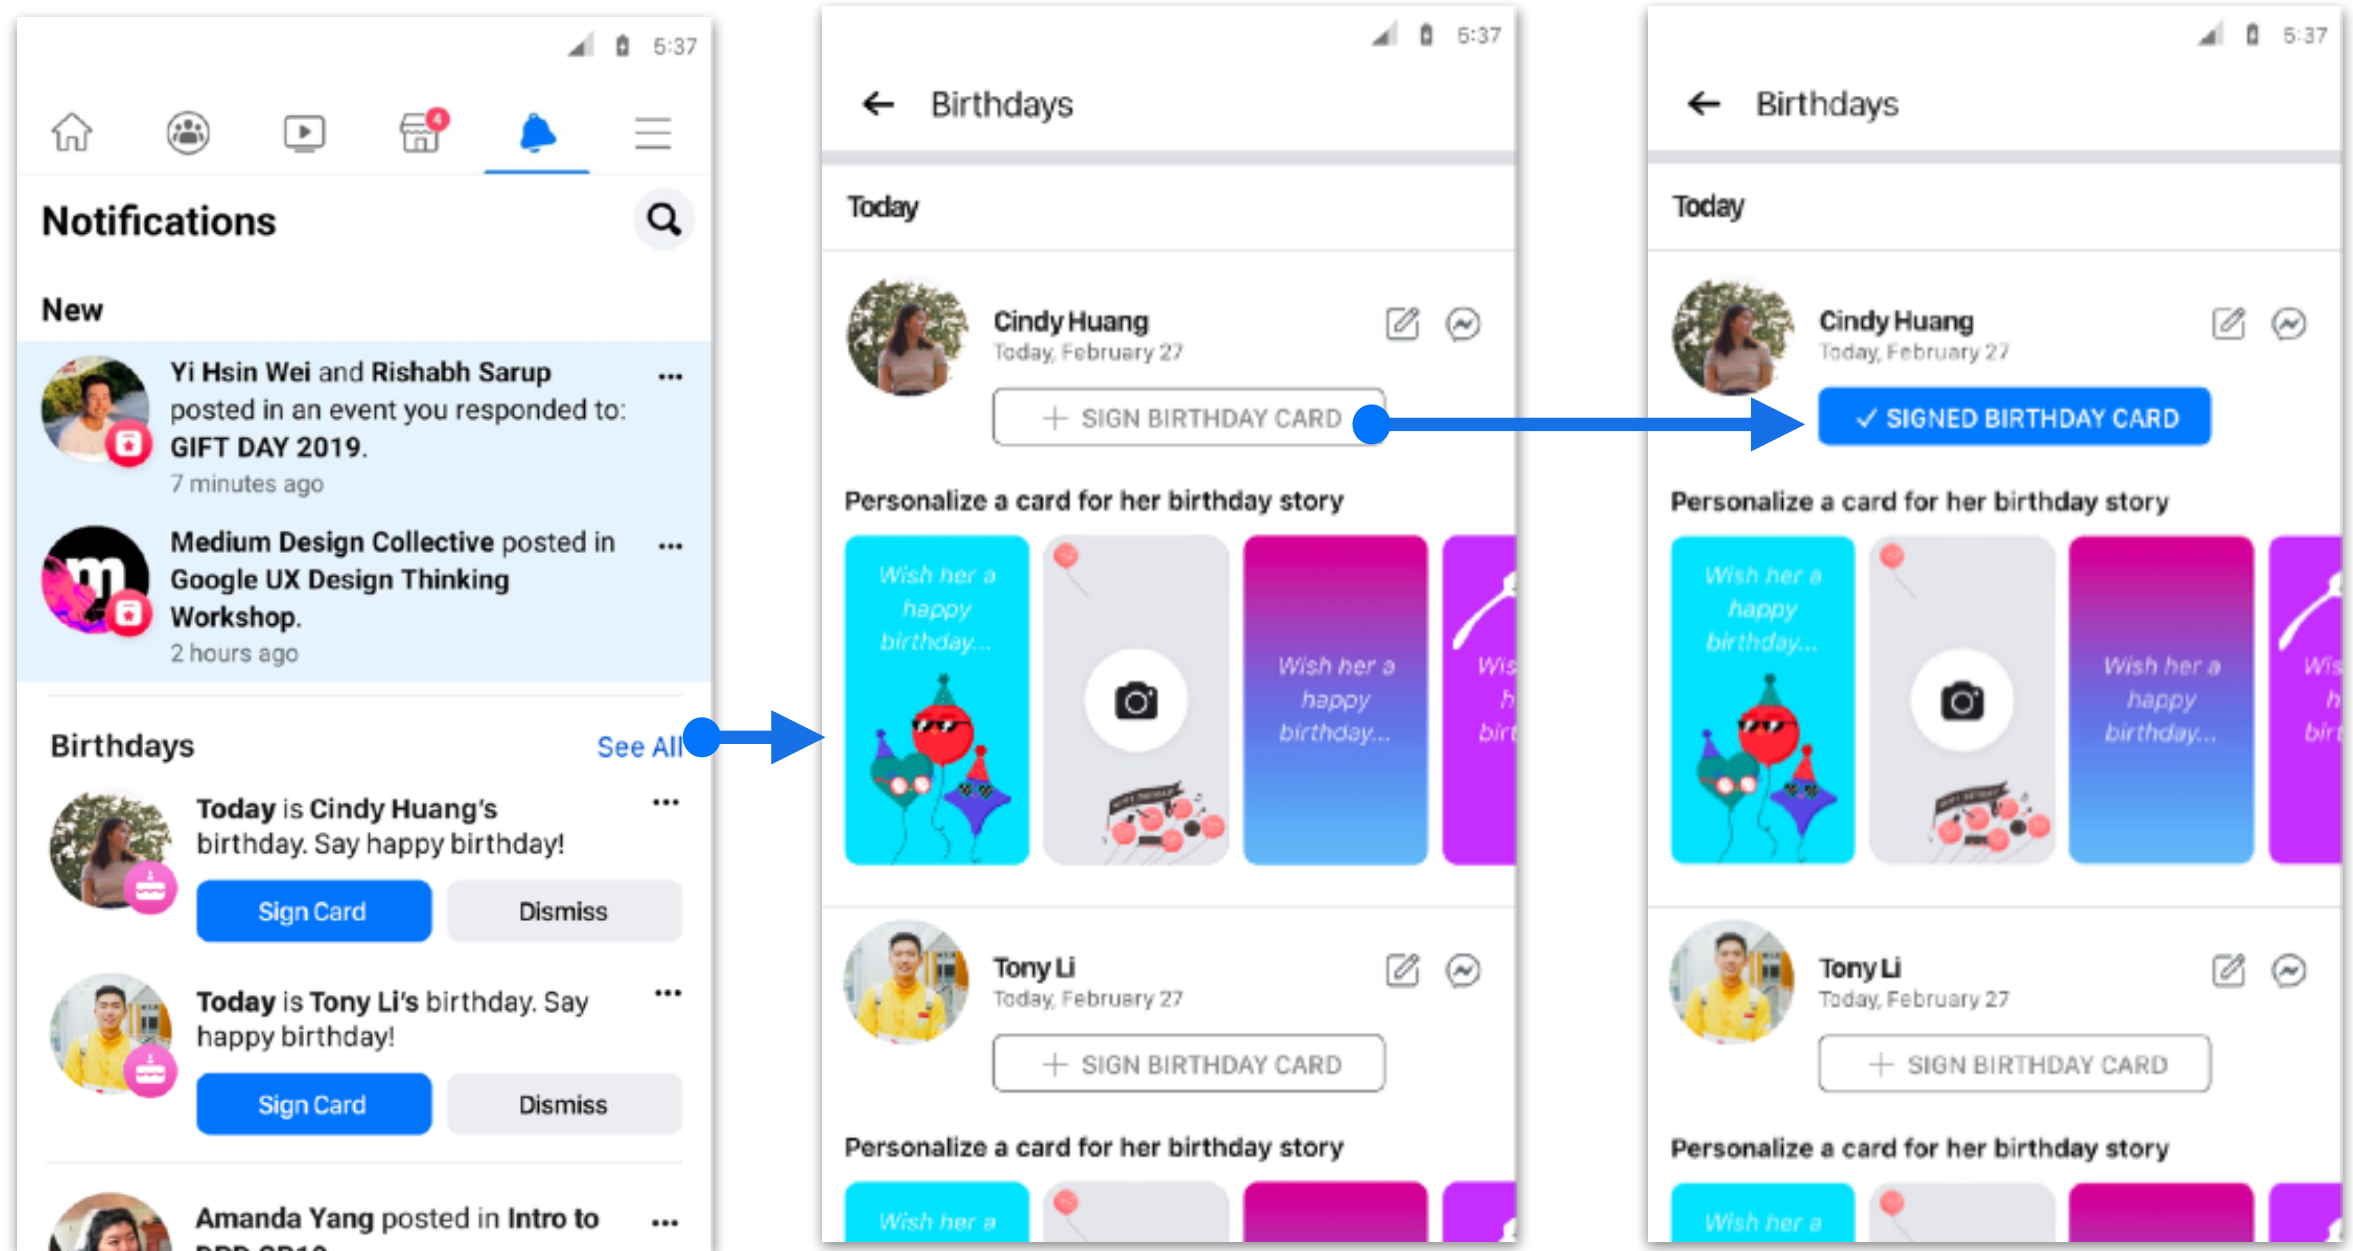 5:37
4
Notifications
New
Yi Hsin Wei and Rishabh Sarup
posted in an event you responded to:
GIFT DAY 2019.
7 minutes ago
Medium Design Collective posted in
Google UX Design Thinking
Workshop.
2 hours ago
Birthdays
See All
Today is Cindy Huang's
birthday. Say happy birthday!
Sign Card
Dismiss
Today is Tony Li's birthday. Say
happy birthday!
Sign Card
Dismiss
Amanda Yang posted in Intro to
5:37
Birthdays
Today
Cindy Huang
Today, February 27
SIGN BIRTHDAY CARD
Personalize a card for her birthday story
Wish her a
happy
birthday...
Wish her a
happy
birthday...
Wis
h
birt
Tony Li
Today, February 27
SIGN BIRTHDAY CARD
Personalize a card for her birthday story
Wish her a
5:37
Birthdays
Today
Cindy Huang
Today, February 27
SIGNED BIRTHDAY CARD
Personalize a card for her birthday story
Wish her a
happy
birthday...
Wish her a
happy
birthday...
Wis
h
birt
Tony Li
Today, February 27
SIGN BIRTHDAY CARD
Personalize a card for her birthday story
Wish her a